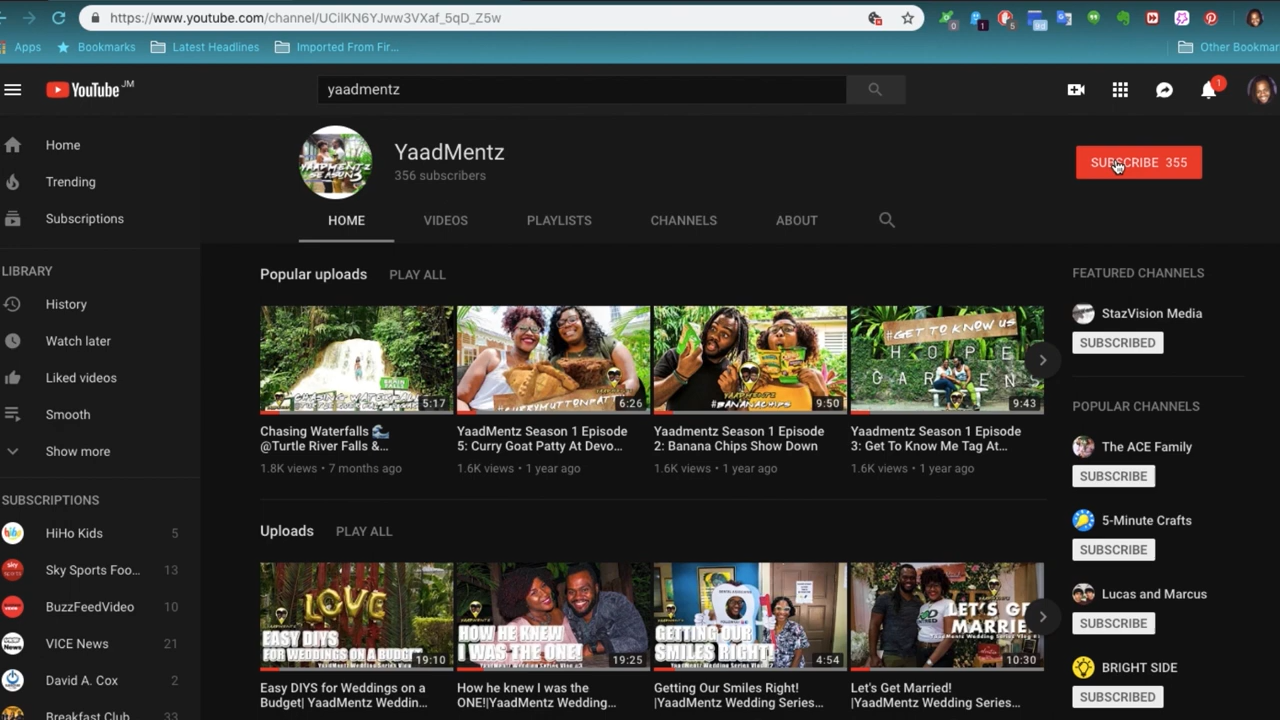 https://www.youtube.com/channel/UCilKN6YJww3VXaf_5qD_Z5w
Apps
Bookmarks
Latest Headlines
Imported From Fir...
Other Bookmar
YouTube JM
yaadmentz
1
Home
Trending
Subscriptions
LIBRARY
History
Watch later
Liked videos
Smooth
Show more
SUBSCRIPTIONS
HiHo Kids 5
Sky Sports Foo... 13
BuzzFeedVideo 10
VICE News 21
David A. Cox 2
Breakfast Club 33
YaadMentz
356 subscribers
SUBSCRIBE 355
HOME VIDEOS PLAYLISTS CHANNELS ABOUT
Popular uploads PLAY ALL
5:17
Chasing Waterfalls
@Turtle River Falls &...
1.8K views • 7 months ago
6:26
YaadMentz Season 1 Episode
5: Curry Goat Patty At Devo...
1.6K views • 1 year ago
#BANANACHIPS
9:50
Yaadmentz Season 1 Episode
2: Banana Chips Show Down
1.6K views • 1 year ago
#GET TO KNOW US
HOPE
GARDENS
9:43
Yaadmentz Season 1 Episode
3: Get To Know Me Tag At...
1.6K views • 1 year ago
Uploads PLAY ALL
LOVE
EASY DIYS
FOR WEDDINGS ON A BUDGET
19:10
Easy DIYS for Weddings on a
Budget| YaadMentz Weddin...
HOW HE KNEW
I WAS THE ONE!
19:25
How he knew I was the
ONE!|YaadMentz Wedding...
GETTING OUR
SMILES RIGHT!
4:54
Getting Our Smiles Right!
|YaadMentz Wedding Series...
LET'S GET
MARRIE
10:30
Let's Get Married!
|YaadMentz Wedding Series...
FEATURED CHANNELS
StazVision Media
SUBSCRIBED
POPULAR CHANNELS
The ACE Family
SUBSCRIBE
5-Minute Crafts
SUBSCRIBE
Lucas and Marcus
SUBSCRIBE
BRIGHT SIDE
SUBSCRIBED